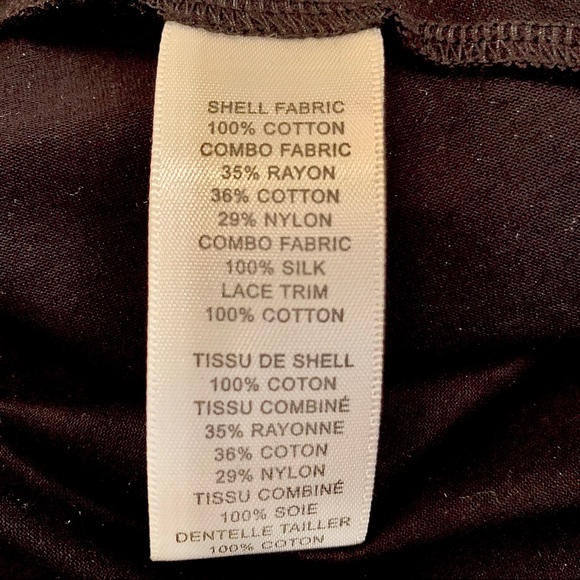 SHELL FABRIC
100% COTTON
COMBO FABRIC
35% RAYON
36% COTTON
29% NYLON
COMBO FABRIC
100% SILK
LACE TRIM
100% COTTON
TISSU DE SHELL
100% COTON
TISSU COMBINÉ
35% RAYONNE
36% COTON
29% NYLON
TISSU COMBINÉ
100% SOIE
DENTELLE TAILLER
100% COTON